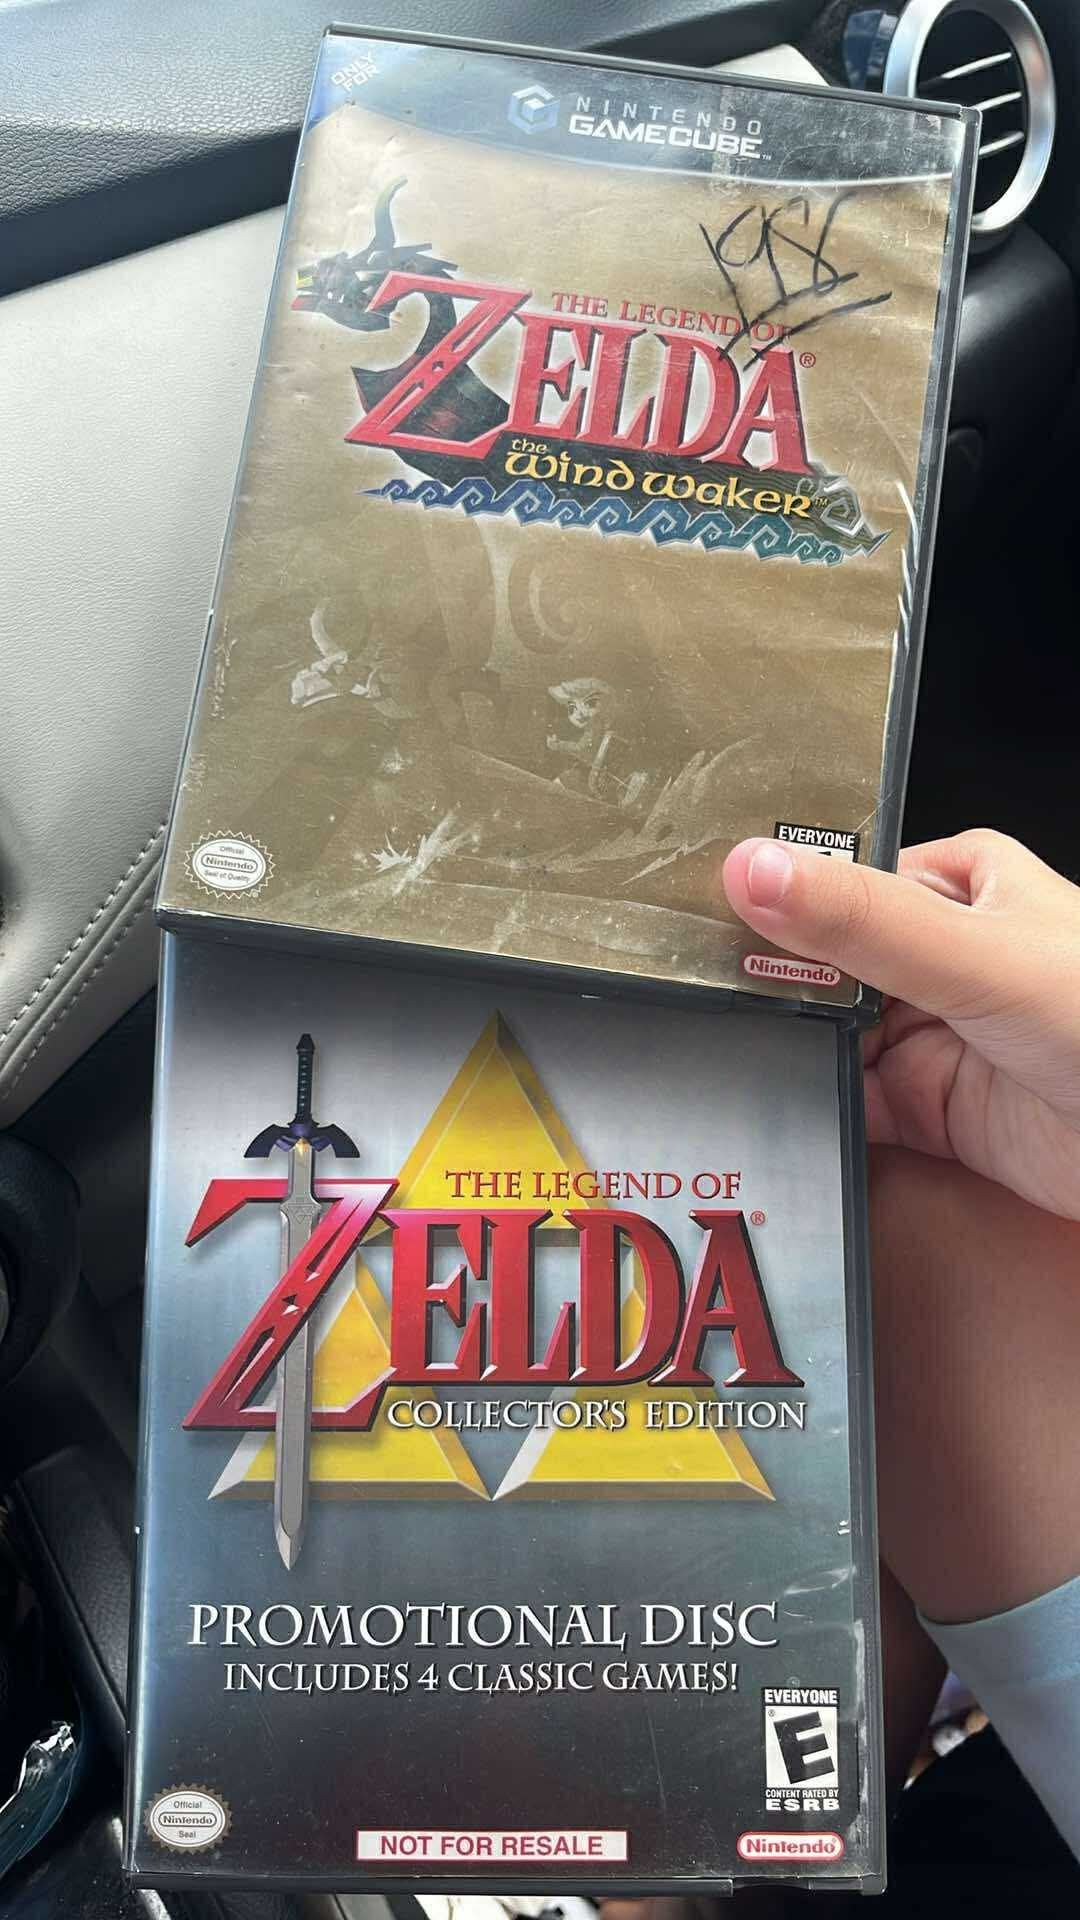 ONLY
FOR
NINTENDO
GAMECUBE™
THE LEGEND OF
ZELDA®
the
Wind Waker™
Official
Nintendo
Seal of Quality
EVERYONE
Nintendo®
THE LEGEND OF
ZELDA®
COLLECTOR'S EDITION
PROMOTIONAL DISC
INCLUDES 4 CLASSIC GAMES!
EVERYONE
E
CONTENT RATED BY
ESRB
Official
Nintendo
Seal
NOT FOR RESALE
Nintendo®